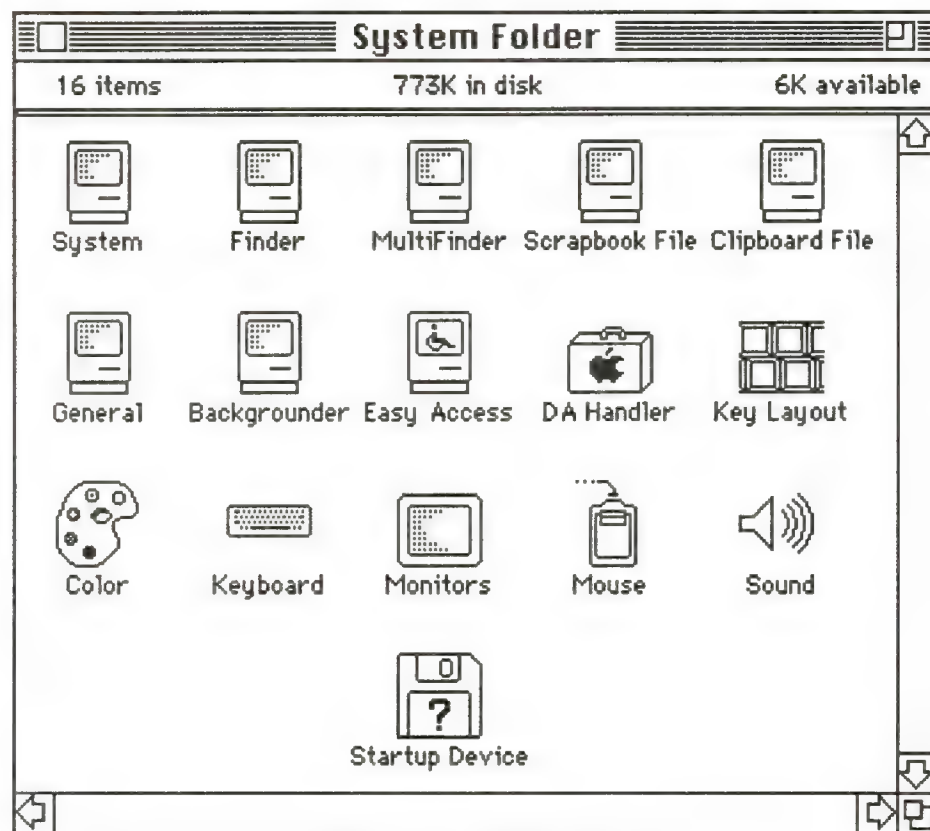 System Folder
16 items 773K in disk 6K available
System Finder MultiFinder Scrapbook File Clipboard File
General Backgrounder Easy Access DA Handler Key Layout
Color Keyboard Monitors Mouse Sound
?
Startup Device